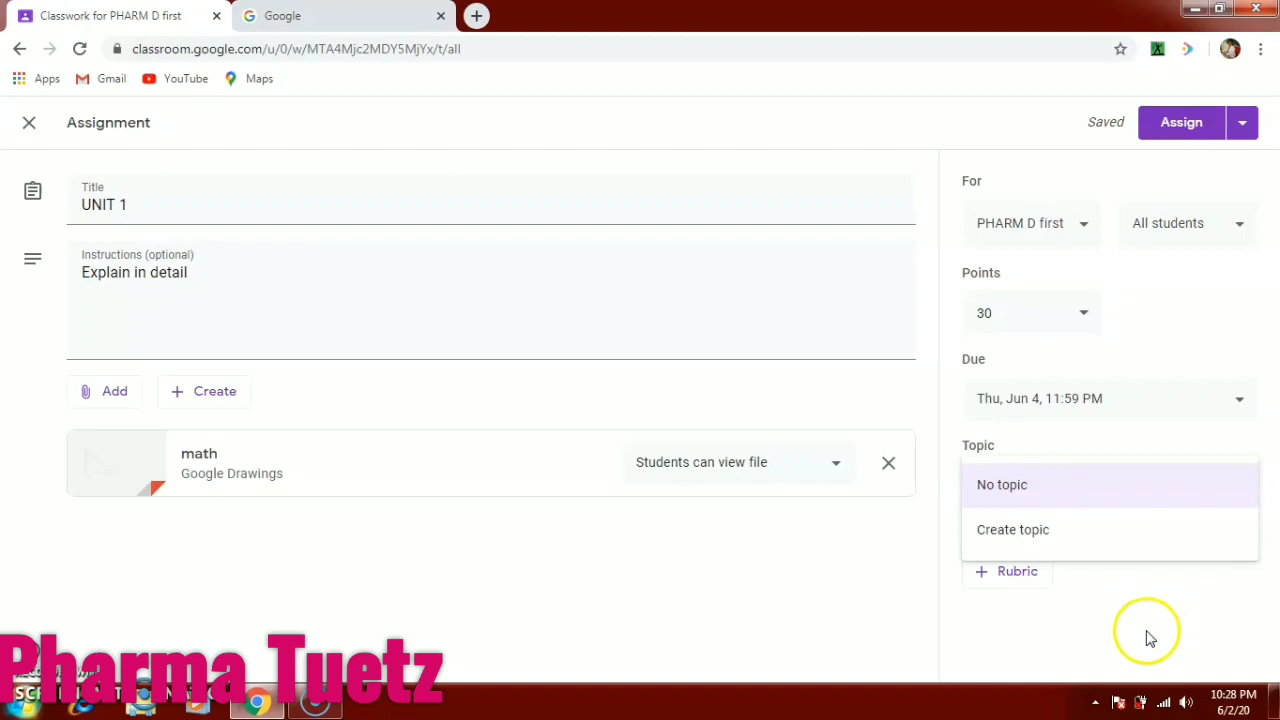 Classwork for PHARM D first
Google
classroom.google.com/u/0/w/MTA4Mjc2MDY5MjYx/t/all
Apps
Gmail
YouTube
Maps
Assignment
Saved
Assign
Title
UNIT 1
Instructions (optional)
Explain in detail
Add
Create
math
Google Drawings
Students can view file
For
PHARM D first
All students
Points
30
Due
Thu, Jun 4, 11:59 PM
Topic
No topic
Create topic
Rubric
Pharma Tuetz
10:28 PM
6/2/20